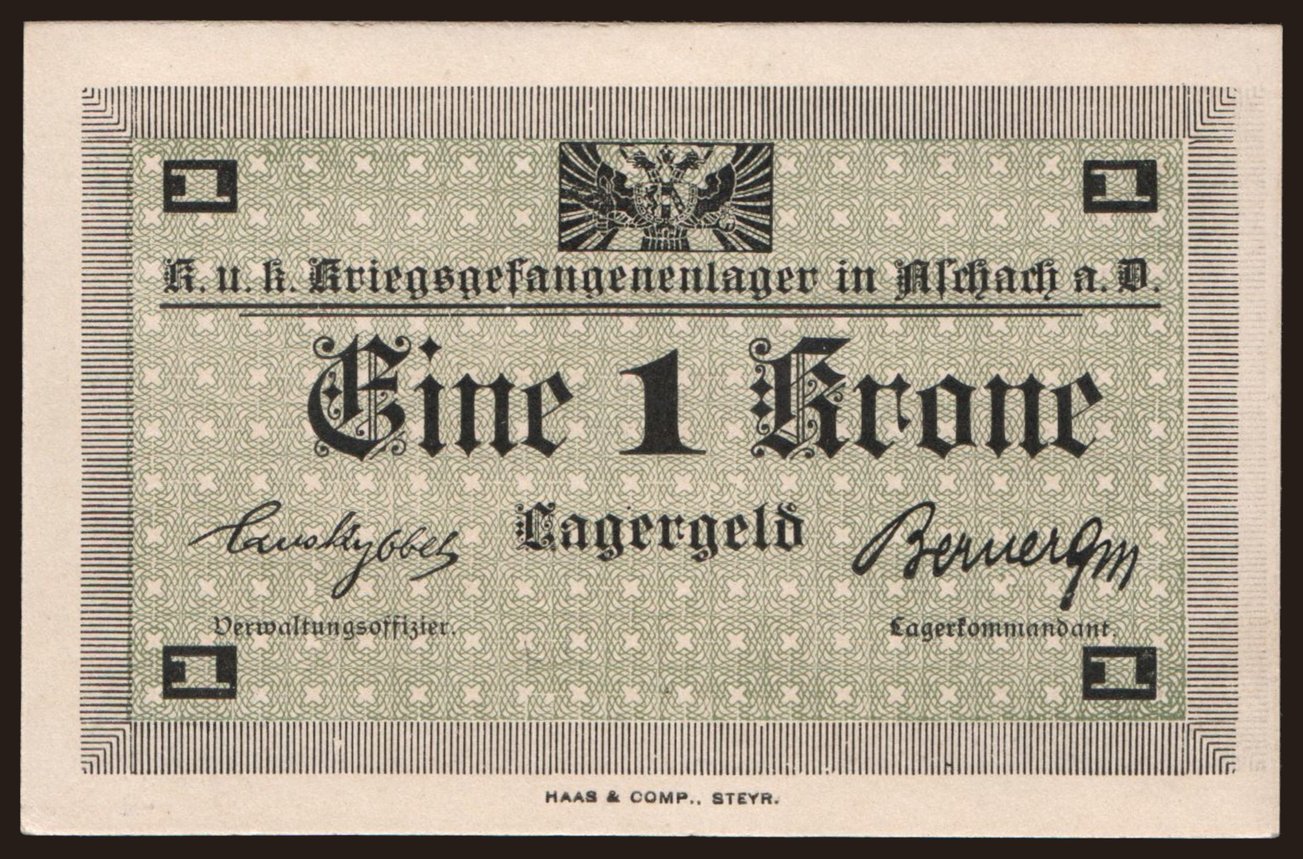 1 1
K. u. k. Kriegsgefangenenlager in Aschach a. D.
Eine 1 Krone
Lagergeld
Verwaltungsoffizier. Lagerkommandant.
1 1
HAAS & COMP., STEYR.